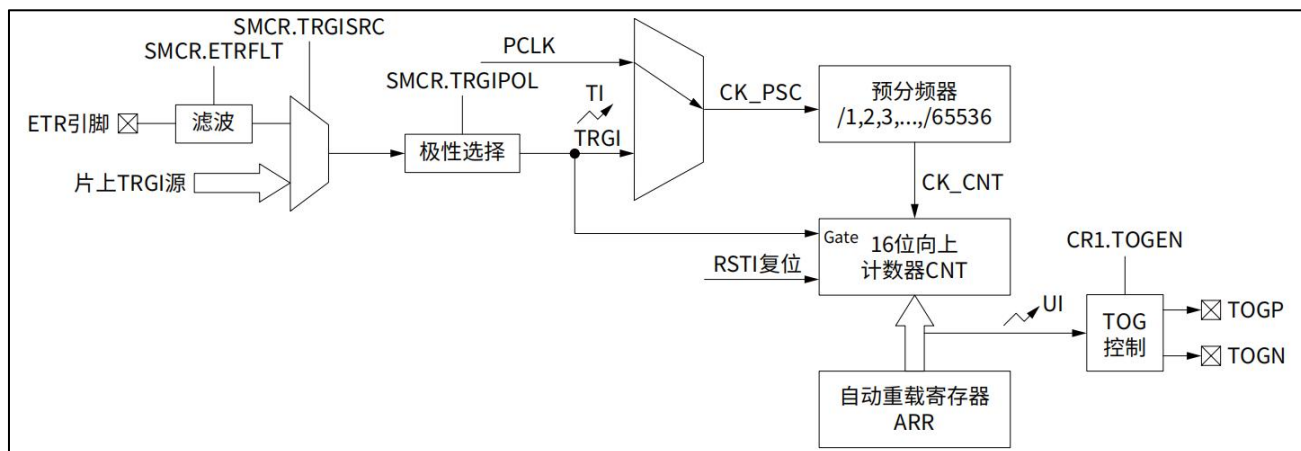 SMCR.TRGISRC
SMCR.ETRFLT
PCLK
SMCR.TRGIPOL
TI
CK_PSC
预分频器
/1,2,3,...,/65536
ETR引脚
滤波
极性选择
TRGI
片上TRGI源
CK_CNT
Gate
16位向上
计数器CNT
RSTI复位
CR1.TOGEN
UI
TOG
控制
TOGP
TOGN
自动重载寄存器
ARR